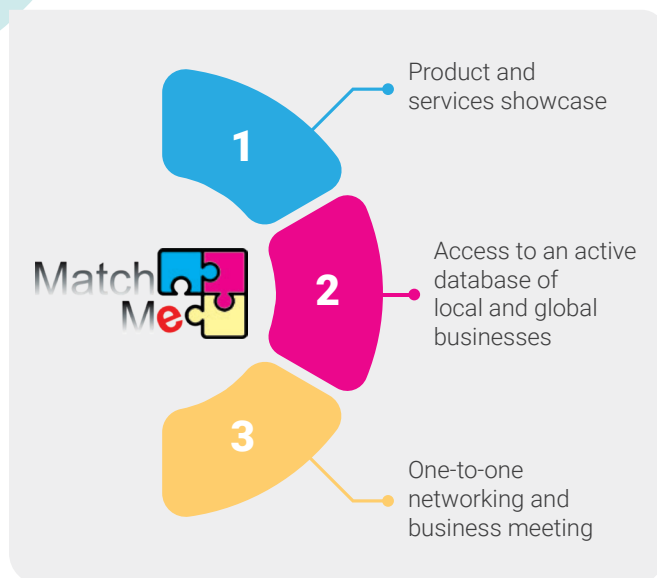 1
Product and
services showcase
Match
Me
2
Access to an active
database of
local and global
businesses
3
One-to-one
networking and
business meeting